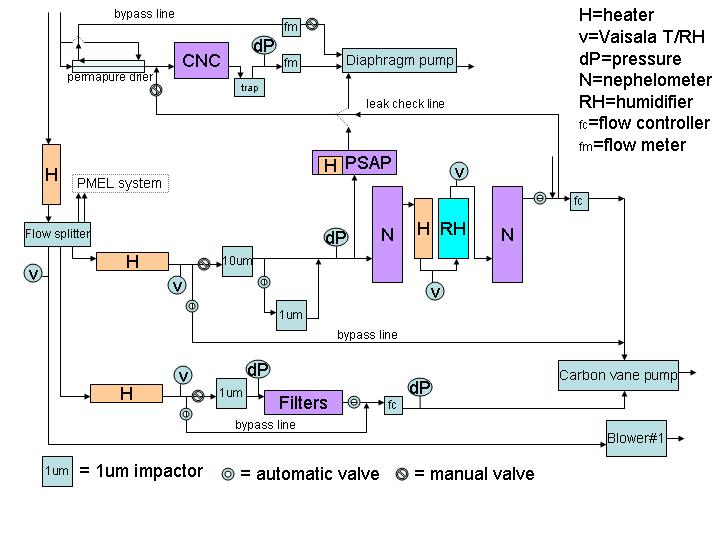 bypass line
H=heater
v=Vaisala T/RH
dP=pressure
N=nephelometer
RH=humidifier
fc=flow controller
fm=flow meter
fm
dP
CNC
fm
Diaphragm pump
permapure drier
trap
leak check line
H
PMEL system
H PSAP
v
fc
Flow splitter
N
H
RH
N
dP
v
H
10um
v
v
1um
bypass line
v
dP
Carbon vane pump
H
1um
Filters
fc
dP
bypass line
Blower#1
1um
= 1um impactor
= automatic valve
= manual valve